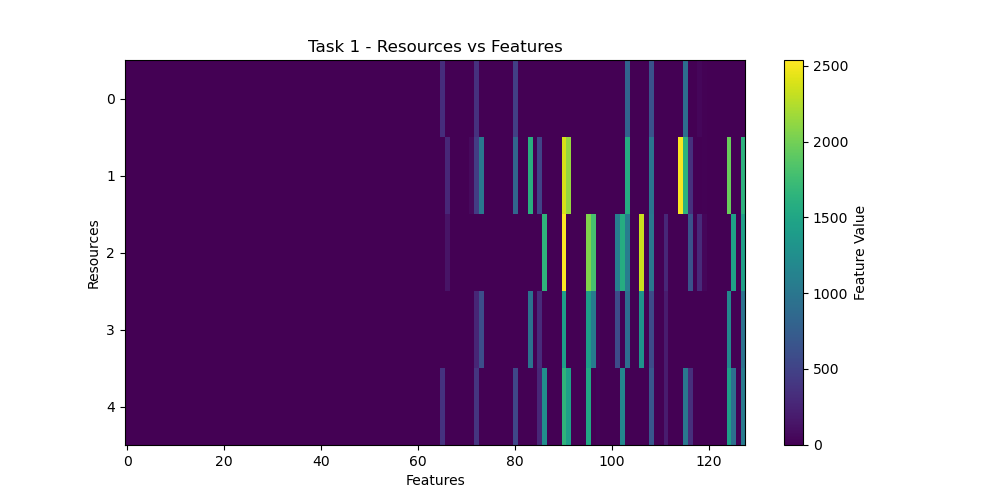 Task 1 - Resources vs Features
Resources
0
1
2
3
4
0 20 40 60 80 100 120
Features
2500
2000
1500
1000
500
0
Feature Value